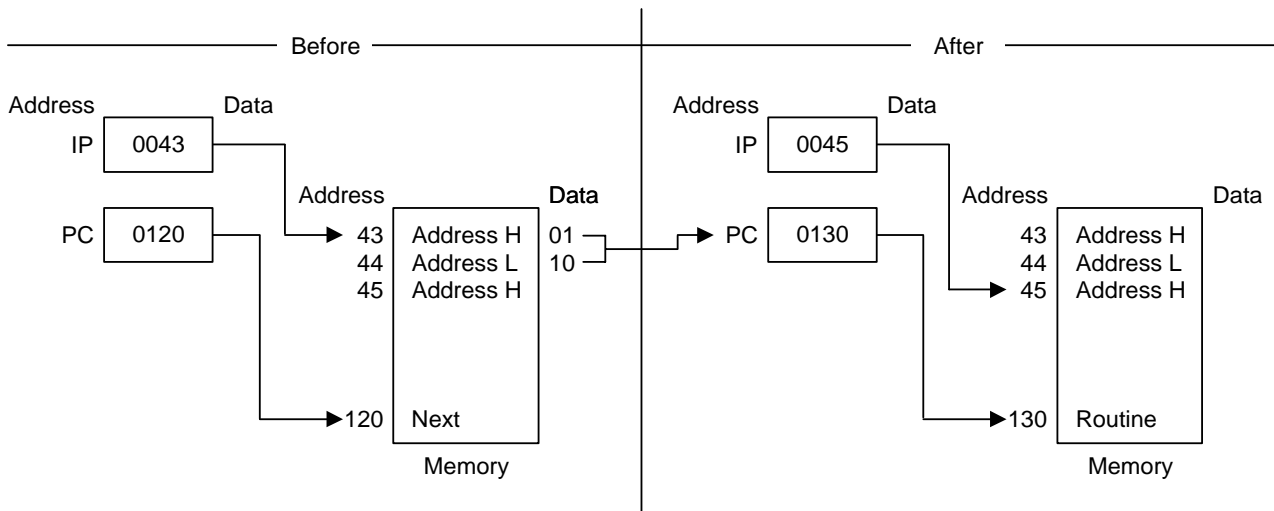 Before
After
Address Data
IP 0043
Address Data
PC 0120
43 Address H 01
44 Address L 10
45 Address H
120 Next
Memory
Address Data
IP 0045
Address Data
PC 0130
43 Address H
44 Address L
45 Address H
130 Routine
Memory